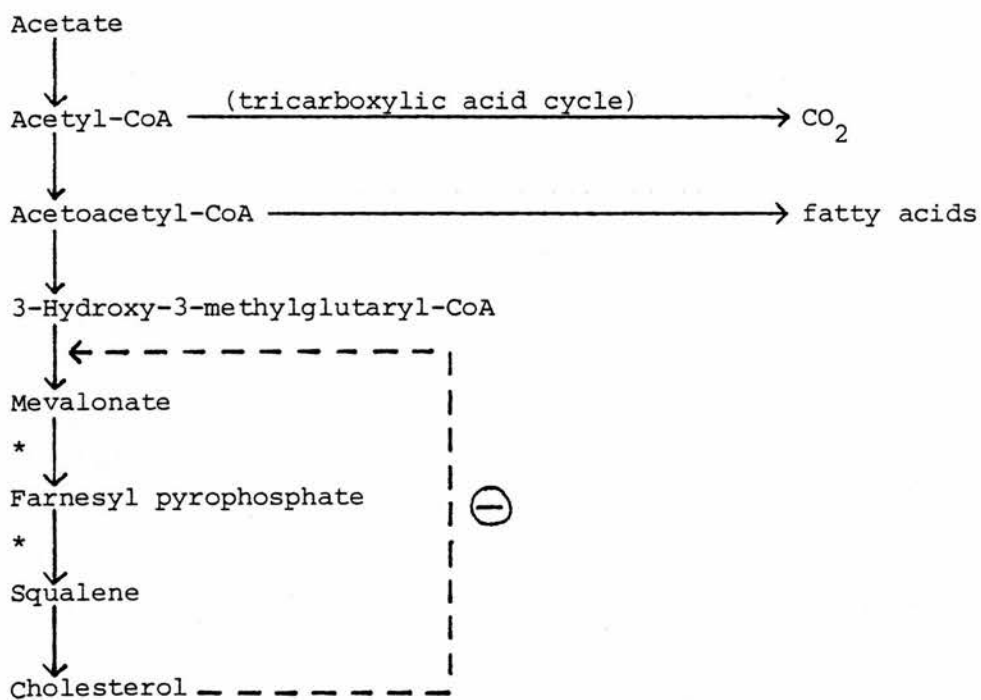 Acetate
(tricarboxylic acid cycle)
Acetyl-CoA CO2
Acetoacetyl-CoA fatty acids
3-Hydroxy-3-methylglutaryl-CoA
Mevalonate
*
Farnesyl pyrophosphate
*
Squalene
Cholesterol